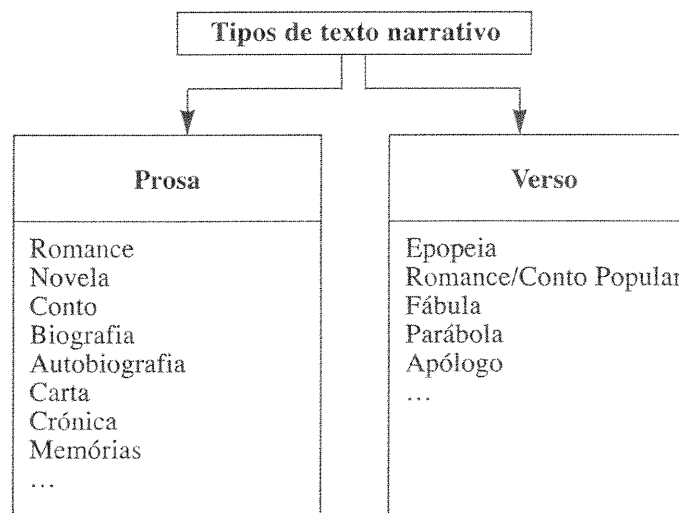 Tipos de texto narrativo
Prosa
Romance
Novela
Conto
Biografia
Autobiografia
Carta
Crónica
Memórias
...
Verso
Epopeia
Romance/Conto Popular
Fábula
Parábola
Apólogo
...